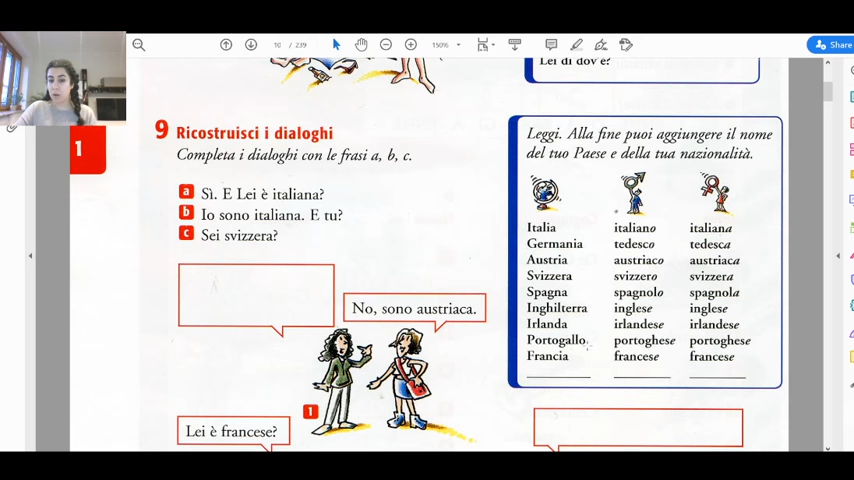 10 / 239
150%
Share
Lei di dov'è?
1
9 Ricostruisci i dialoghi
Completa i dialoghi con le frasi a, b, c.
a Sì. E Lei è italiana?
b Io sono italiana. E tu?
c Sei svizzera?
No, sono austriaca.
1
Lei è francese?
Leggi. Alla fine puoi aggiungere il nome
del tuo Paese e della tua nazionalità.
Italia italiano italiana
Germania tedesco tedesca
Austria austriaco austriaca
Svizzera svizzero svizzera
Spagna spagnolo spagnola
Inghilterra inglese inglese
Irlanda irlandese irlandese
Portogallo portoghese portoghese
Francia francese francese